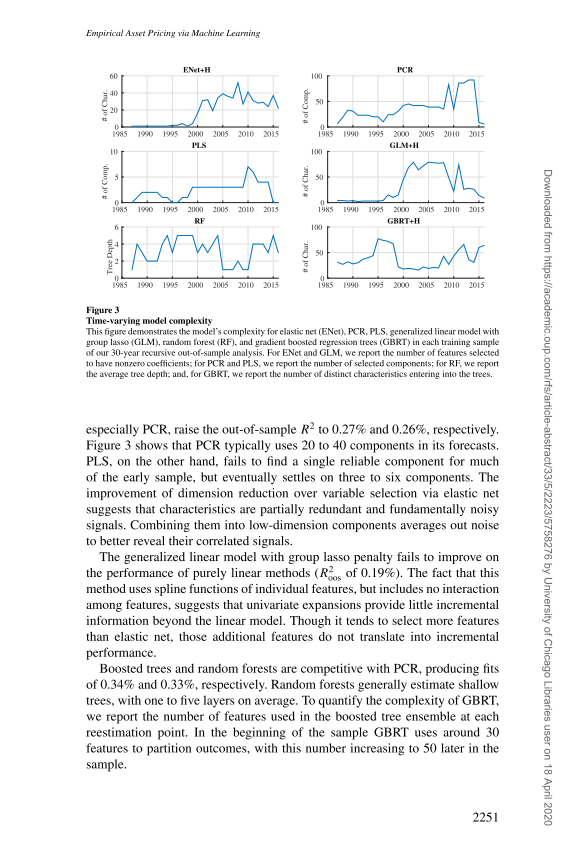 Empirical Asset Pricing via Machine Learning
ENet+H
# of Char.
60
40
20
0
1985 1990 1995 2000 2005 2010 2015
PCR
# of Comp.
100
50
0
1985 1990 1995 2000 2005 2010 2015
PLS
# of Comp.
10
5
0
1985 1990 1995 2000 2005 2010 2015
GLM+H
# of Char.
100
50
0
1985 1990 1995 2000 2005 2010 2015
RF
Tree Depth
6
4
2
0
1985 1990 1995 2000 2005 2010 2015
GBRT+H
# of Char.
100
50
0
1985 1990 1995 2000 2005 2010 2015
Figure 3
Time-varying model complexity
This figure demonstrates the model's complexity for elastic net (ENet), PCR, PLS, generalized linear model with
group lasso (GLM), random forest (RF), and gradient boosted regression trees (GBRT) in each training sample
of our 30-year recursive out-of-sample analysis. For ENet and GLM, we report the number of features selected
to have nonzero coefficients; for PCR and PLS, we report the number of selected components; for RF, we report
the average tree depth; and, for GBRT, we report the number of distinct characteristics entering into the trees.
especially PCR, raise the out-of-sample R² to 0.27% and 0.26%, respectively.
Figure 3 shows that PCR typically uses 20 to 40 components in its forecasts.
PLS, on the other hand, fails to find a single reliable component for much
of the early sample, but eventually settles on three to six components. The
improvement of dimension reduction over variable selection via elastic net
suggests that characteristics are partially redundant and fundamentally noisy
signals. Combining them into low-dimension components averages out noise
to better reveal their correlated signals.
The generalized linear model with group lasso penalty fails to improve on
the performance of purely linear methods (R²oos of 0.19%). The fact that this
method uses spline functions of individual features, but includes no interaction
among features, suggests that univariate expansions provide little incremental
information beyond the linear model. Though it tends to select more features
than elastic net, those additional features do not translate into incremental
performance.
Boosted trees and random forests are competitive with PCR, producing fits
of 0.34% and 0.33%, respectively. Random forests generally estimate shallow
trees, with one to five layers on average. To quantify the complexity of GBRT,
we report the number of features used in the boosted tree ensemble at each
reestimation point. In the beginning of the sample GBRT uses around 30
features to partition outcomes, with this number increasing to 50 later in the
sample.
2251
Downloaded from https://academic.oup.com/rfs/article-abstract/33/5/2223/5758276 by University of Chicago Libraries user on 18 April 2020